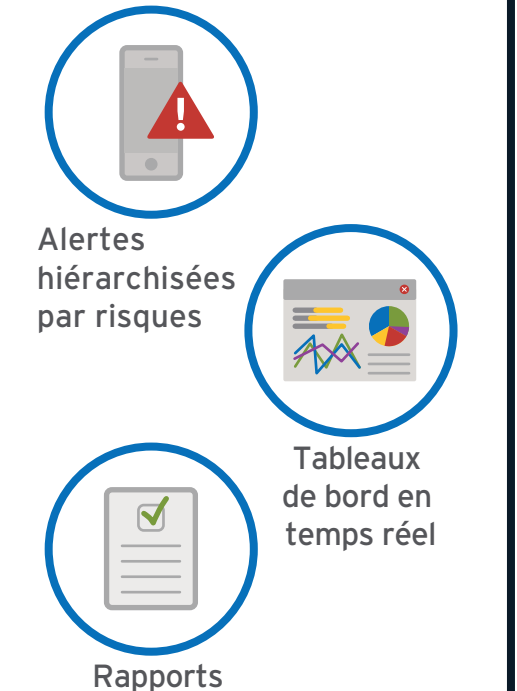 Alertes
hiérarchisées
par risques
Tableaux
de bord en
temps réel
Rapports